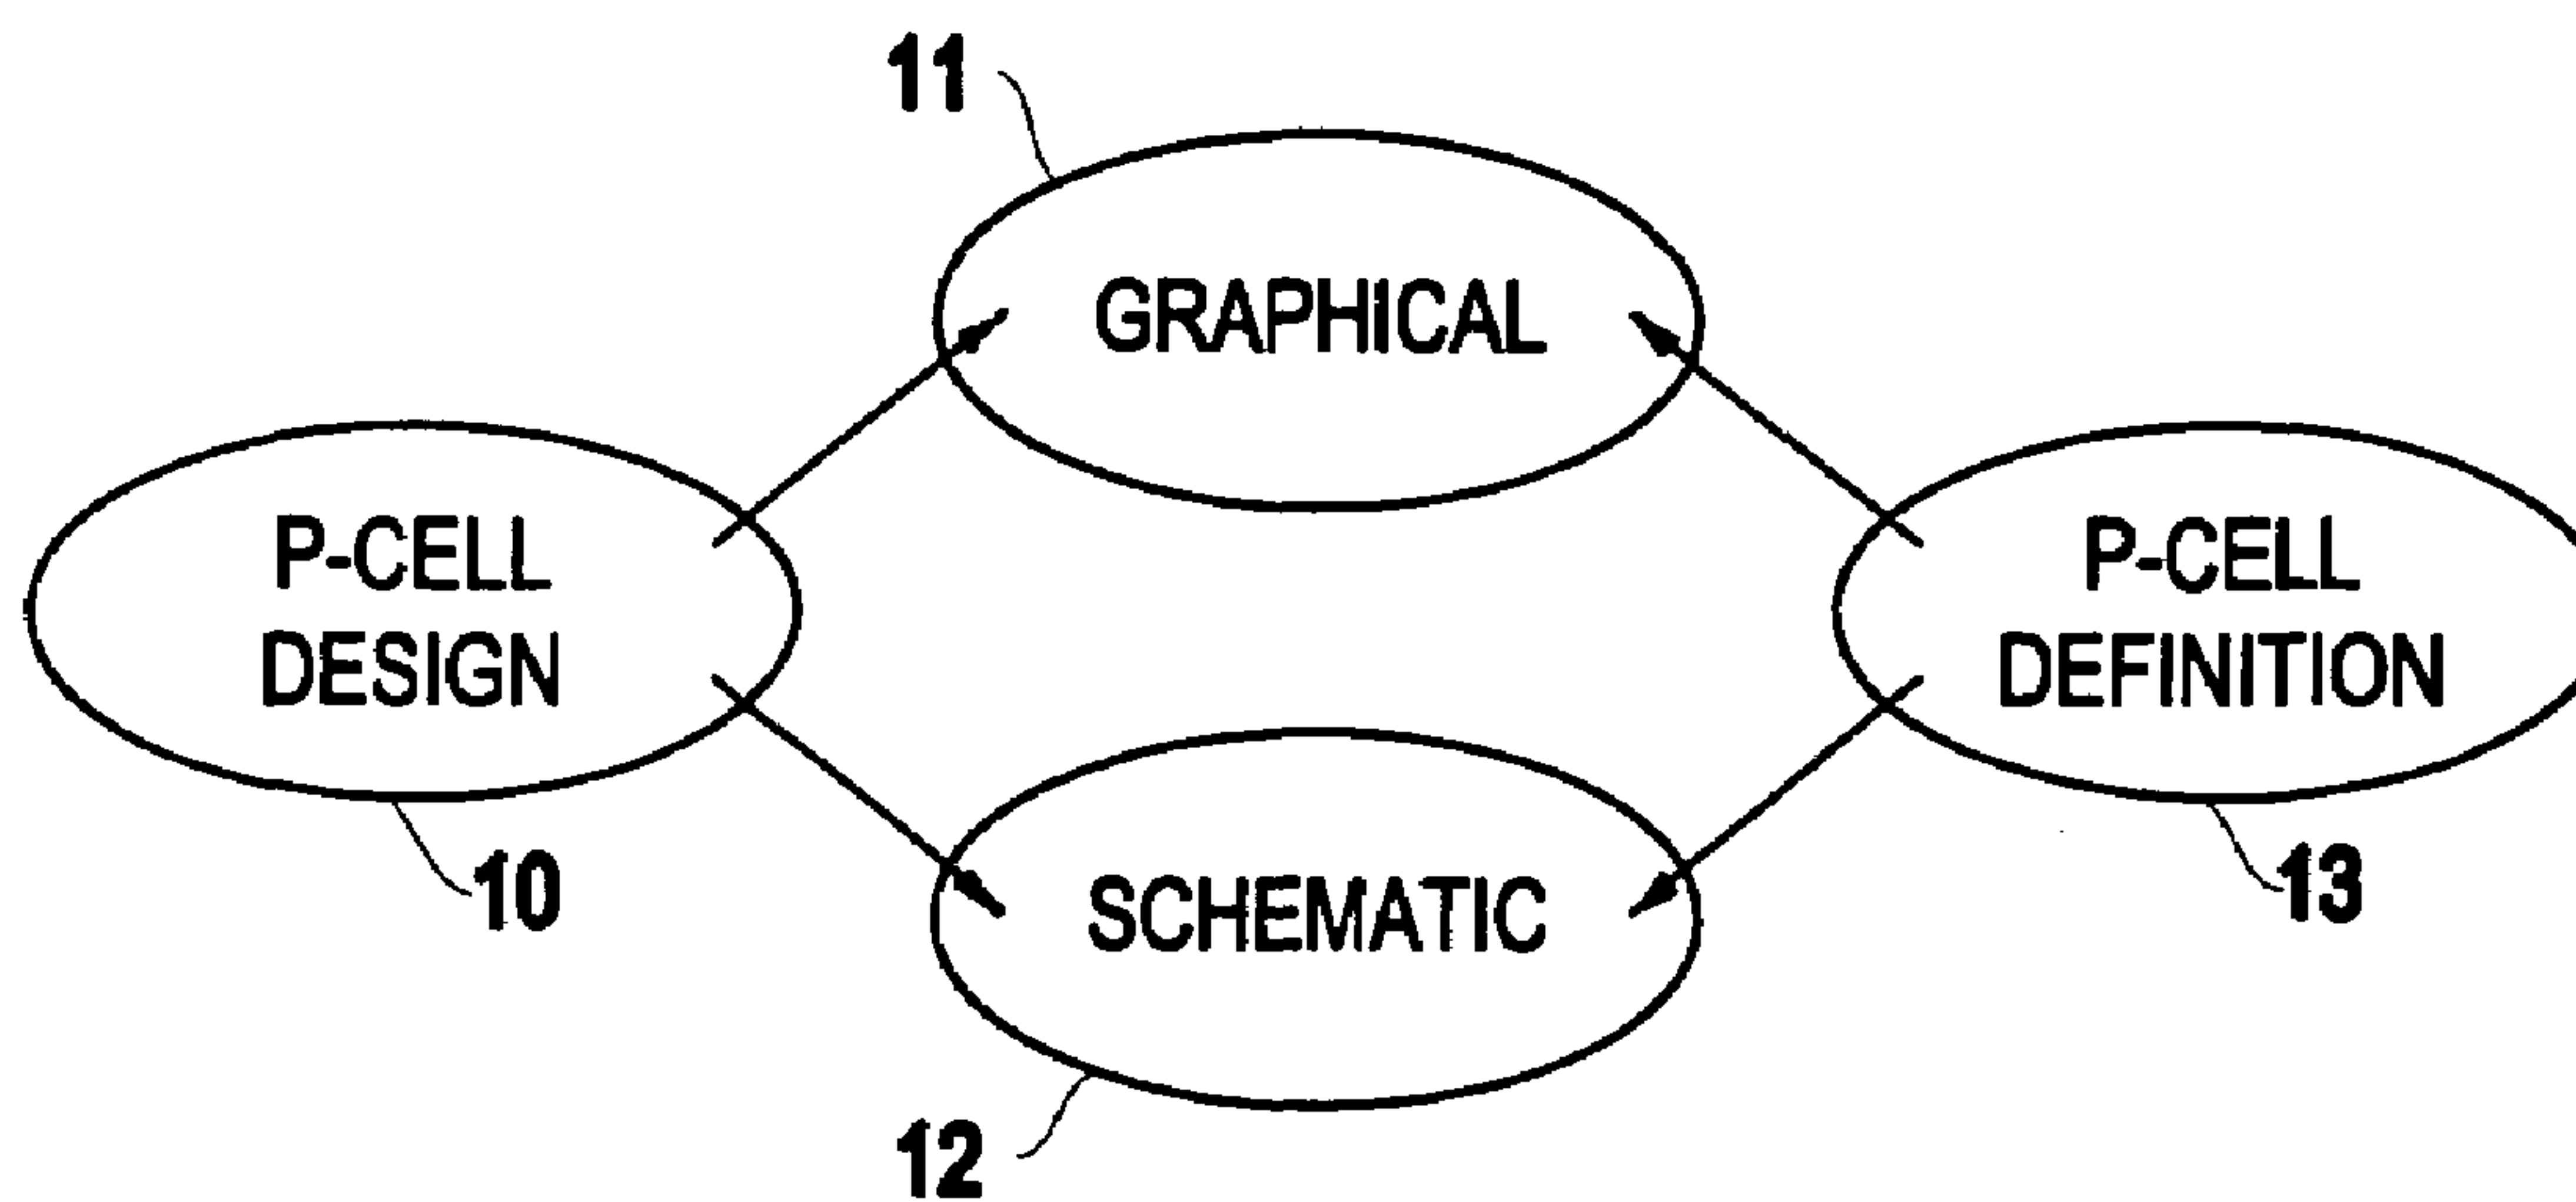 11
GRAPHICAL
P-CELL
DESIGN
P-CELL
DEFINITION
10
13
SCHEMATIC
12